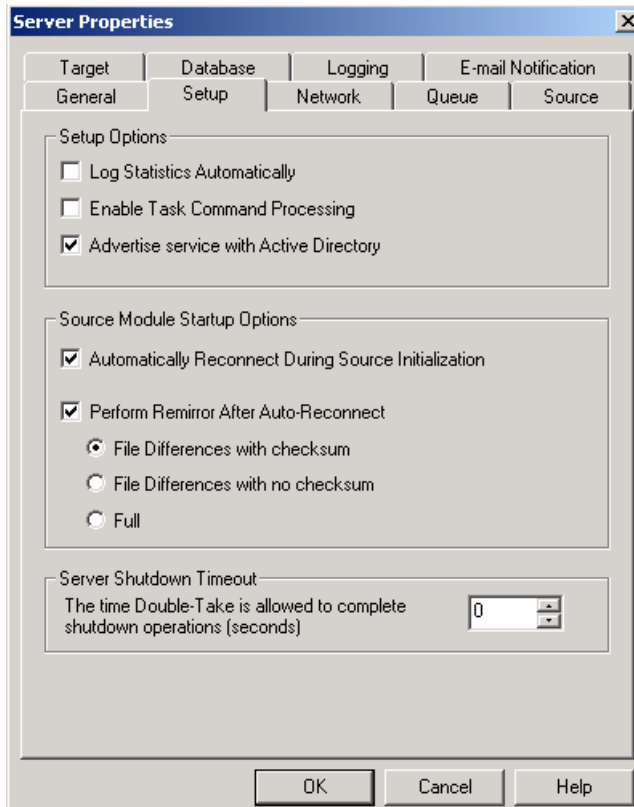 Server Properties
Target Database Logging E-mail Notification
General Setup Network Queue Source
Setup Options
Log Statistics Automatically
Enable Task Command Processing
Advertise service with Active Directory
Source Module Startup Options
Automatically Reconnect During Source Initialization
Perform Remirror After Auto-Reconnect
File Differences with checksum
File Differences with no checksum
Full
Server Shutdown Timeout
The time Double-Take is allowed to complete
shutdown operations (seconds)
0
OK Cancel Help